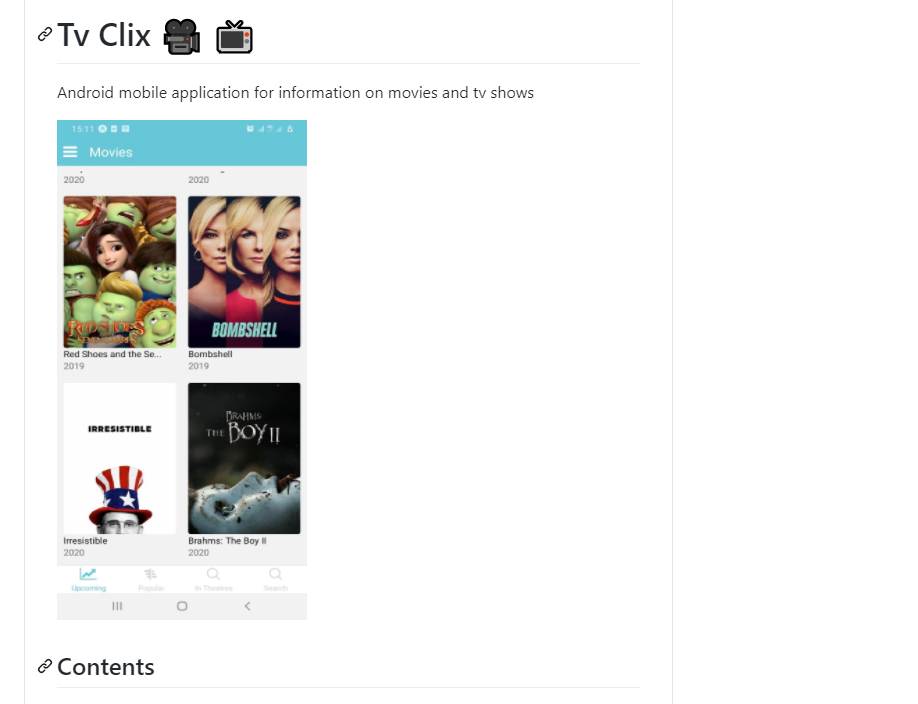 Tv Clix
Android mobile application for information on movies and tv shows
15:11
Movies
2020
2020
RED SHOES
BOMBSHELL
Red Shoes and the Se...
2019
Bombshell
2019
IRRESISTIBLE
BRAHMS:
THE BOY II
Irresistible
2020
Brahms: The Boy II
2020
Upcoming
Popular
In Theatres
Search
Contents